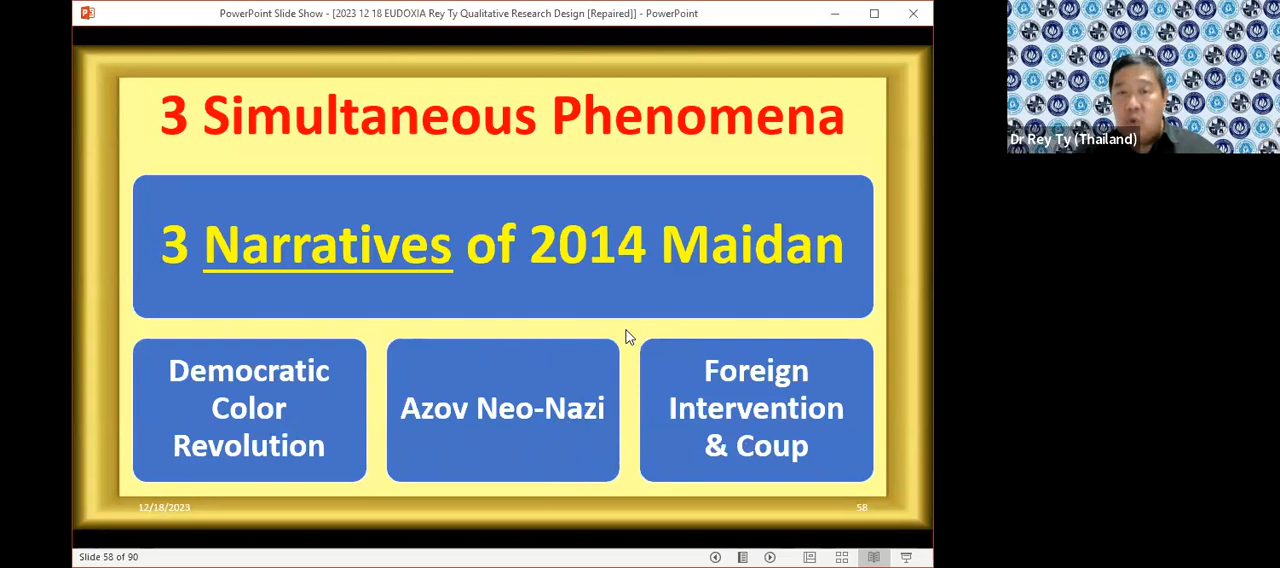 PowerPoint Slide Show - [2023 12 18 EUDOXIA Rey Ty Qualitative Research Design [Repaired]] - PowerPoint
3 Simultaneous Phenomena
3 Narratives of 2014 Maidan
Democratic
Color
Revolution
Azov Neo-Nazi
Foreign
Intervention
& Coup
12/18/2023
58
Slide 58 of 90
Dr Rey Ty (Thailand)